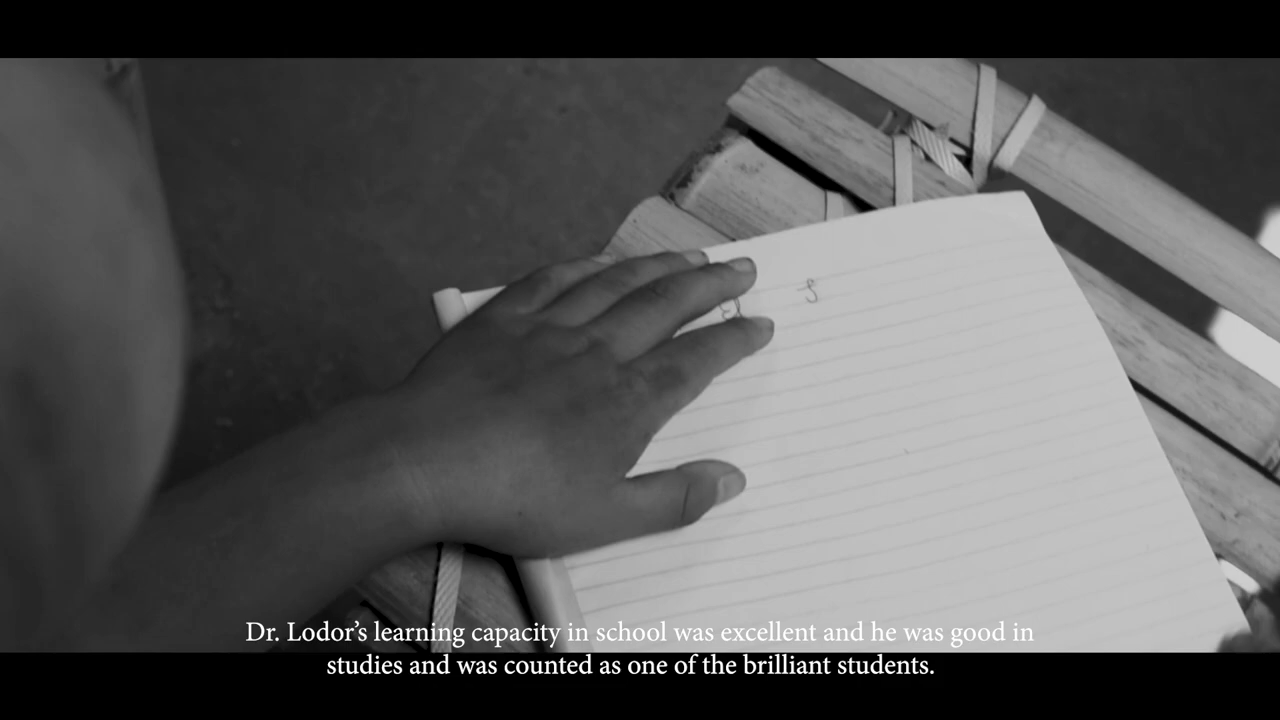 Dr. Lodor’s learning capacity in school was excellent and he was good in
studies and was counted as one of the brilliant students.